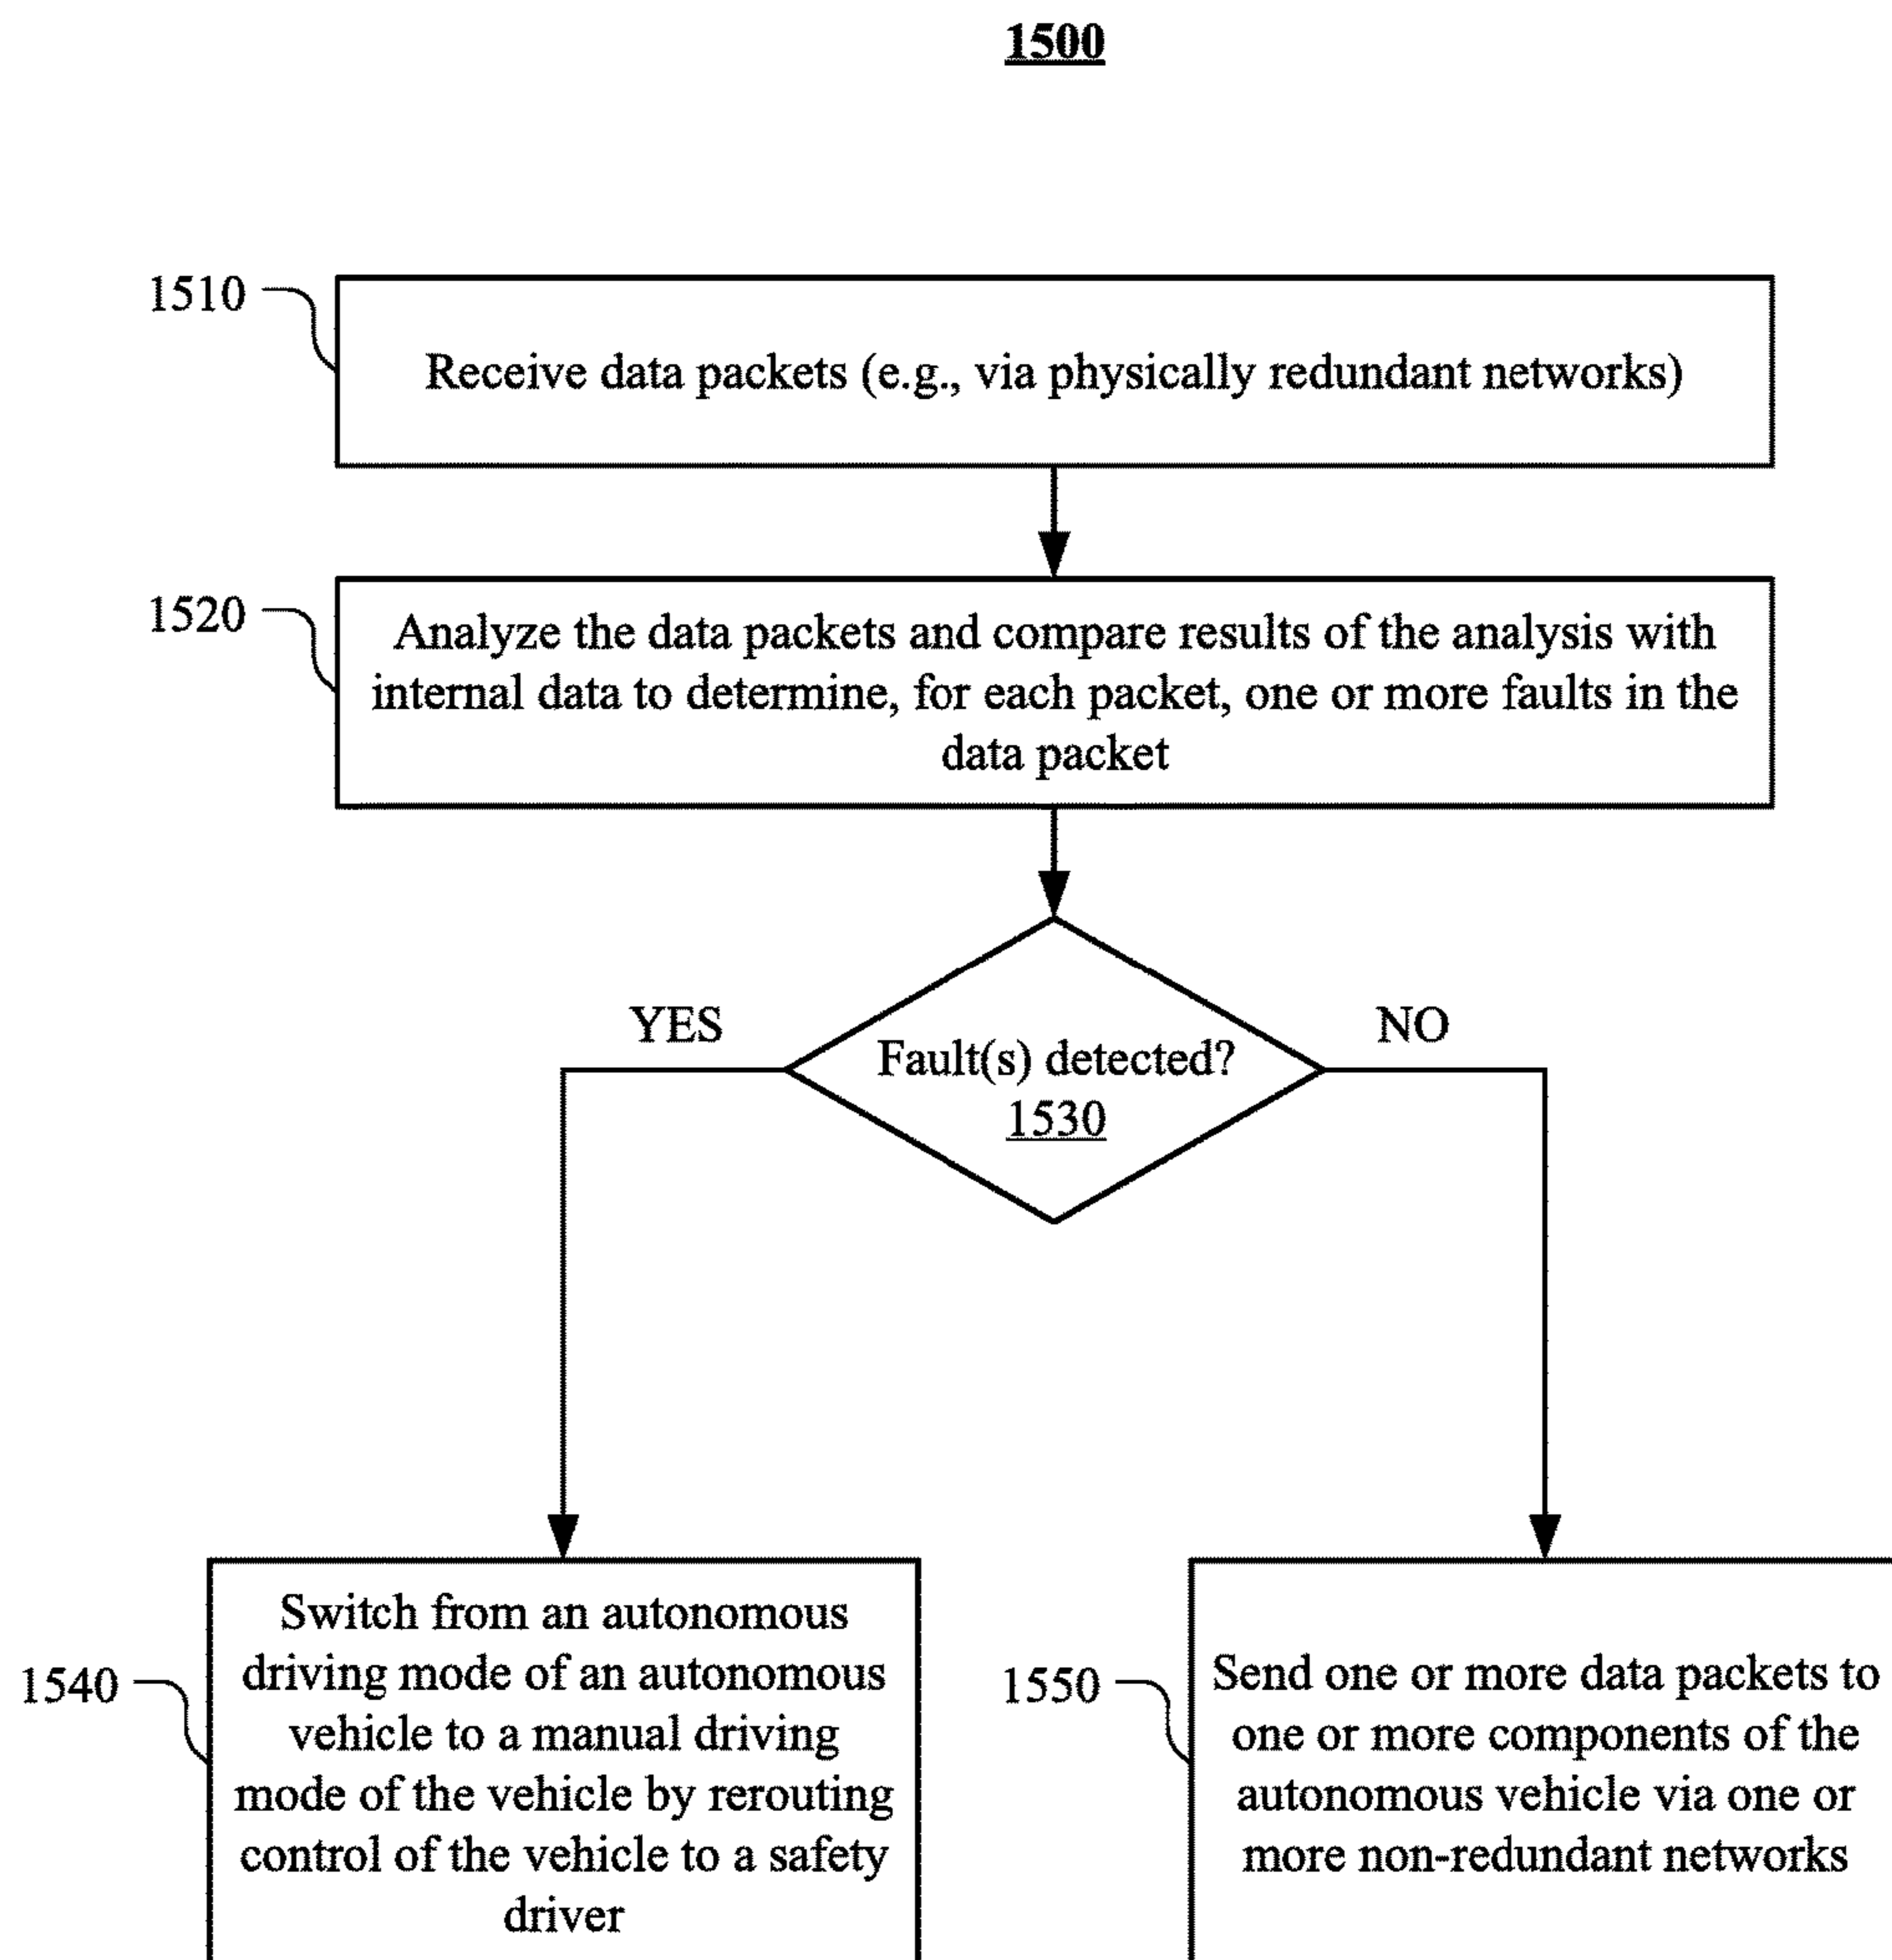 1500
1510
Receive data packets (e.g., via physically redundant networks)
1520
Analyze the data packets and compare results of the analysis with
internal data to determine, for each packet, one or more faults in the
data packet
YES
NO
Fault(s) detected?
1530
1540
Switch from an autonomous
driving mode of an autonomous
vehicle to a manual driving
mode of the vehicle by rerouting
control of the vehicle to a safety
driver
1550
Send one or more data packets to
one or more components of the
autonomous vehicle via one or
more non-redundant networks